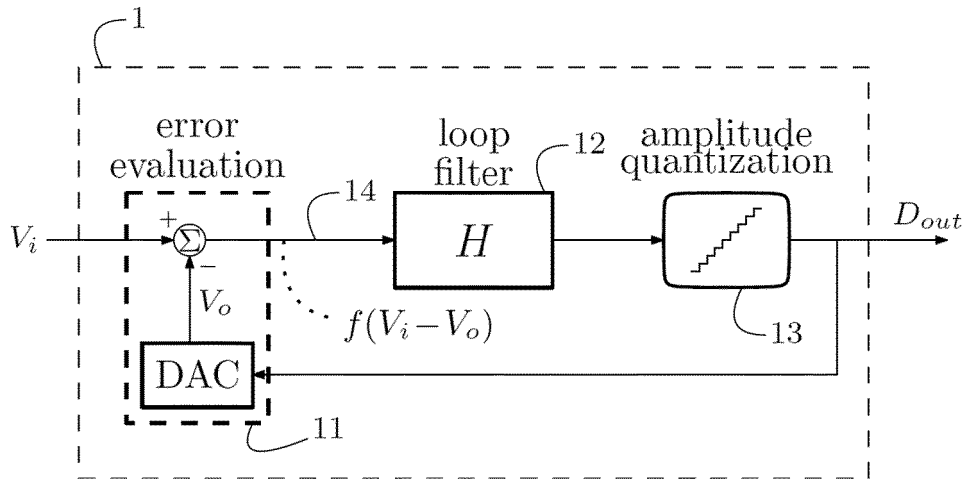 1
error
evaluation
loop
filter
12
amplitude
quantization
14
V_i
+
Σ
−
H
D_out
V_o
f(V_i−V_o)
13
DAC
11